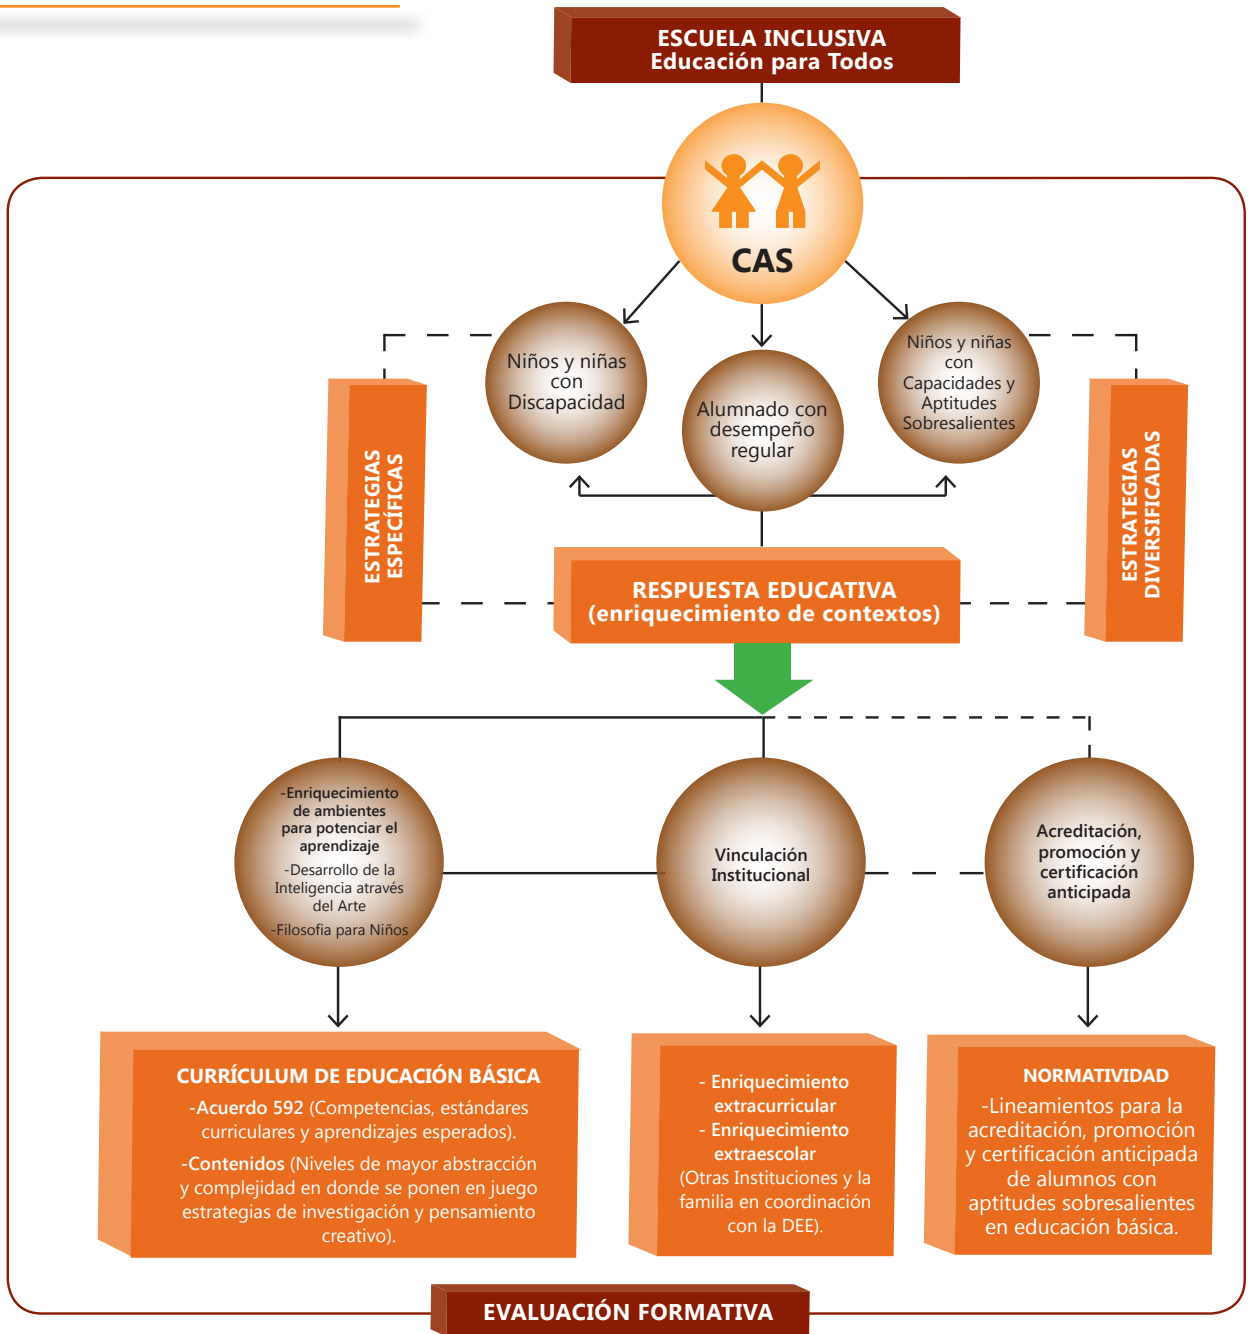 ESCUELA INCLUSIVA
Educación para Todos
CAS
Niños y niñas
con
Discapacidad
Alumnado con
desempeño
regular
Niños y niñas
con
Capacidades y
Aptitudes
Sobresalientes
ESTRATEGIAS
ESPECÍFICAS
ESTRATEGIAS
DIVERSIFICADAS
RESPUESTA EDUCATIVA
(enriquecimiento de contextos)
-Enriquecimiento
de ambientes
para potenciar el
aprendizaje
-Desarrollo de la
Inteligencia através
del Arte
-Filosofia para Niños
Vinculación
Institucional
Acreditación,
promoción y
certificación
anticipada
CURRÍCULUM DE EDUCACIÓN BÁSICA
-Acuerdo 592 (Competencias, estándares
curriculares y aprendizajes esperados).
-Contenidos (Niveles de mayor abstracción
y complejidad en donde se ponen en juego
estrategias de investigación y pensamiento
creativo).
- Enriquecimiento
extracurricular
- Enriquecimiento
extraescolar
(Otras Instituciones y la
familia en coordinación
con la DEE).
NORMATIVIDAD
-Lineamientos para la
acreditación, promoción
y certificación anticipada
de alumnos con
aptitudes sobresalientes
en educación básica.
EVALUACIÓN FORMATIVA